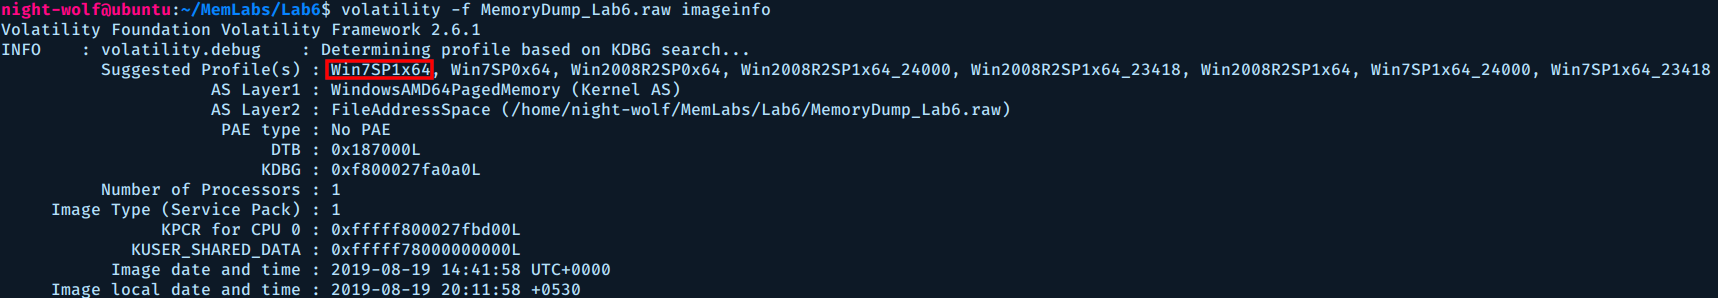 night-wolf@ubuntu:~/MemLabs/Lab6$ volatility -f MemoryDump_Lab6.raw imageinfo
Volatility Foundation Volatility Framework 2.6.1
INFO    : volatility.debug    : Determining profile based on KDBG search...
Suggested Profile(s) : Win7SP1x64, Win7SP0x64, Win2008R2SP0x64, Win2008R2SP1x64_24000, Win2008R2SP1x64_23418, Win2008R2SP1x64, Win7SP1x64_24000, Win7SP1x64_23418
AS Layer1 : WindowsAMD64PagedMemory (Kernel AS)
AS Layer2 : FileAddressSpace (/home/night-wolf/MemLabs/Lab6/MemoryDump_Lab6.raw)
PAE type : No PAE
DTB : 0x187000L
KDBG : 0xf800027fa0a0L
Number of Processors : 1
Image Type (Service Pack) : 1
KPCR for CPU 0 : 0xfffff800027fbd00L
KUSER_SHARED_DATA : 0xfffff78000000000L
Image date and time : 2019-08-19 14:41:58 UTC+0000
Image local date and time : 2019-08-19 20:11:58 +0530